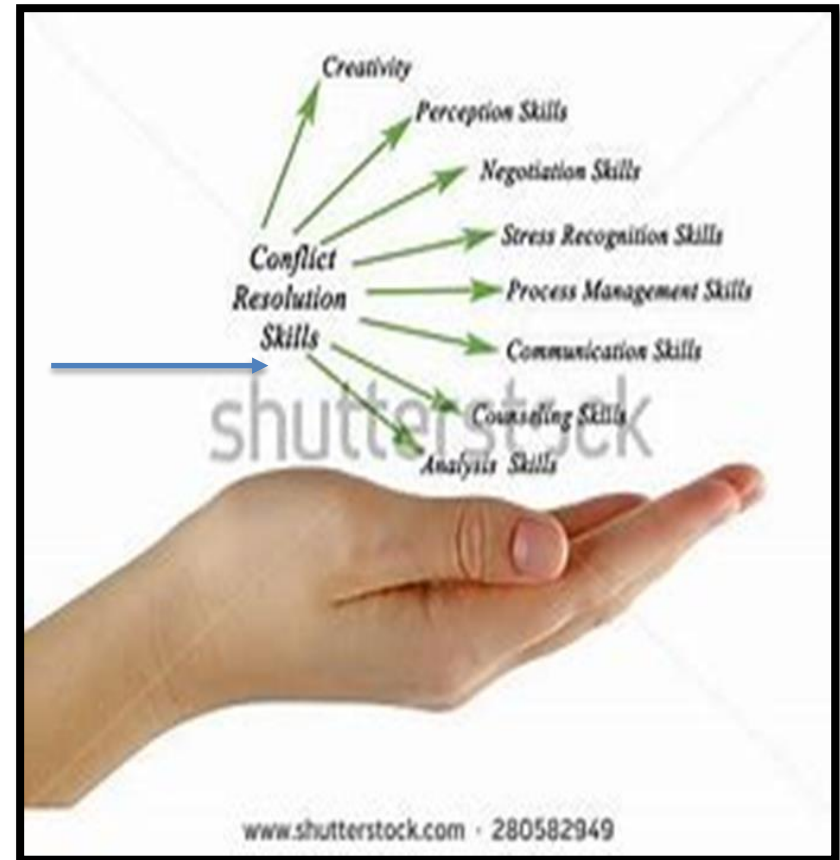 Creativity
Perception Skills
Negotiation Skills
Stress Recognition Skills
Conflict
Resolution
Skills
Process Management Skills
Communication Skills
Counseling Skills
shutterstock
Analysis Skills
www.shutterstock.com · 280582949